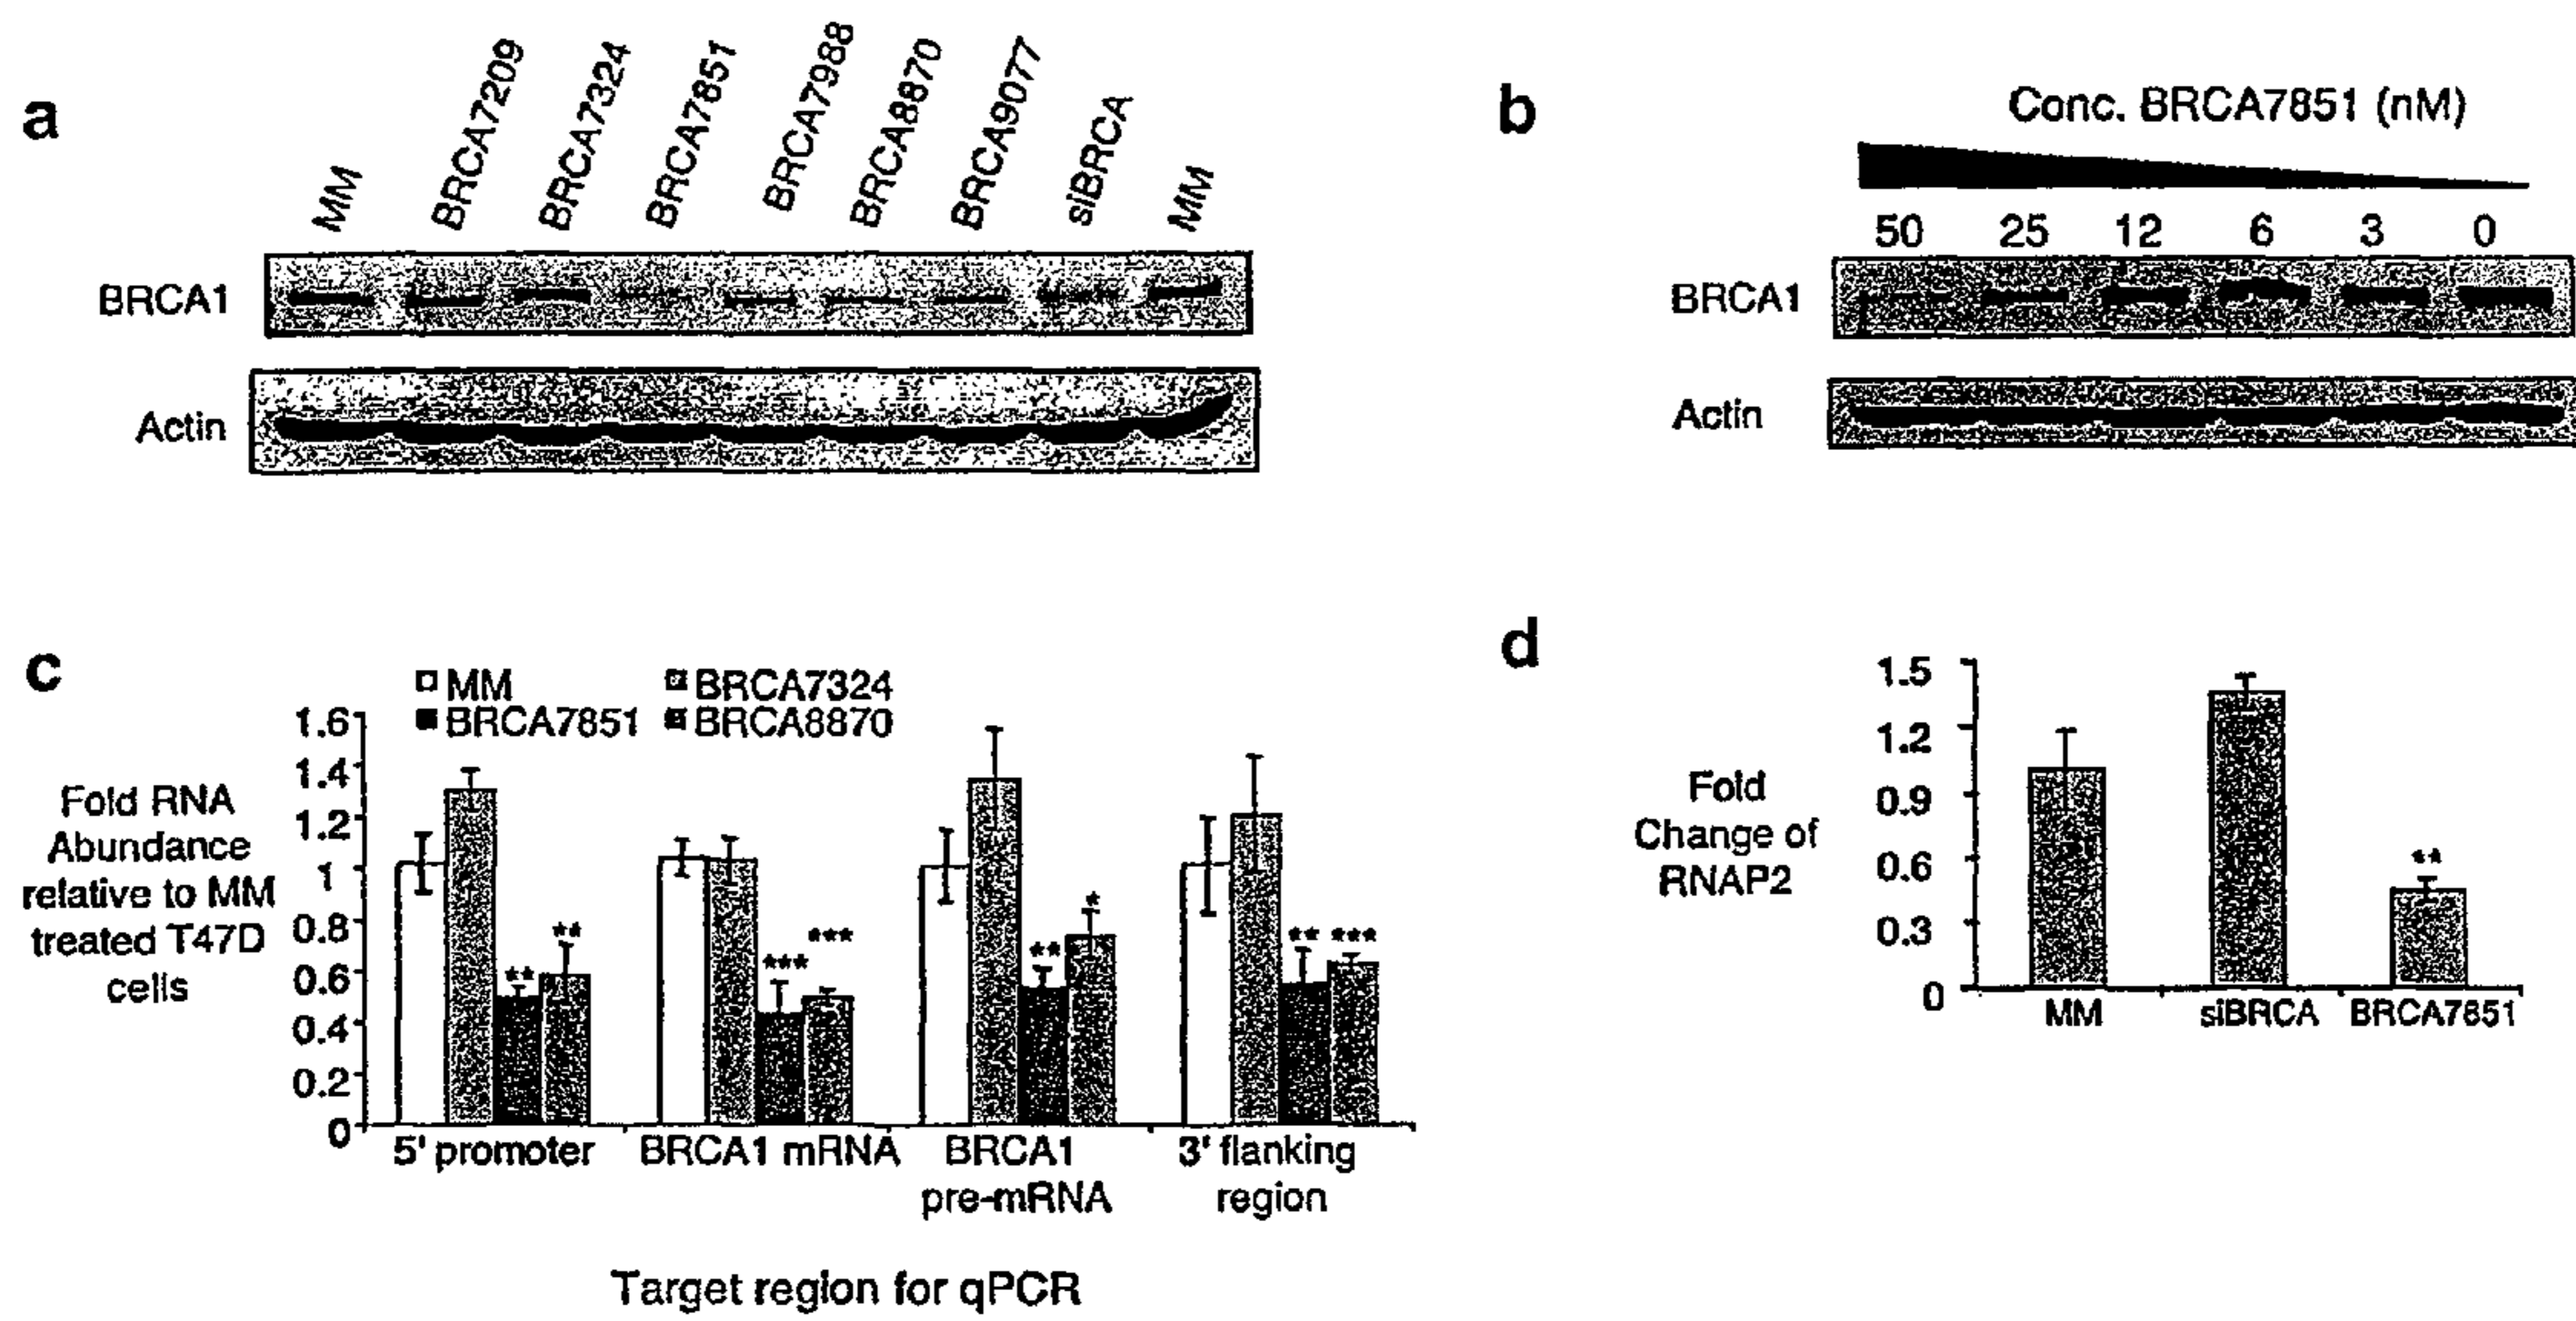 a
MM
BRCA7209
BRCA7324
BRCA7851
BRCA7988
BRCA8870
BRCA9077
siBRCA
MM
BRCA1
Actin
b
Conc. BRCA7851 (nM)
50 25 12 6 3 0
BRCA1
Actin
c
MM
BRCA7324
BRCA7851
BRCA8870
Fold RNA
Abundance
relative to MM
treated T47D
cells
1.6
1.4
1.2
1
0.8
0.6
0.4
0.2
0
** **
*** ***
** *
** ***
5' promoter
BRCA1 mRNA
BRCA1
pre-mRNA
3' flanking
region
Target region for qPCR
d
Fold
Change of
RNAP2
1.5
1.2
0.9
0.6
0.3
0
**
MM
siBRCA
BRCA7851